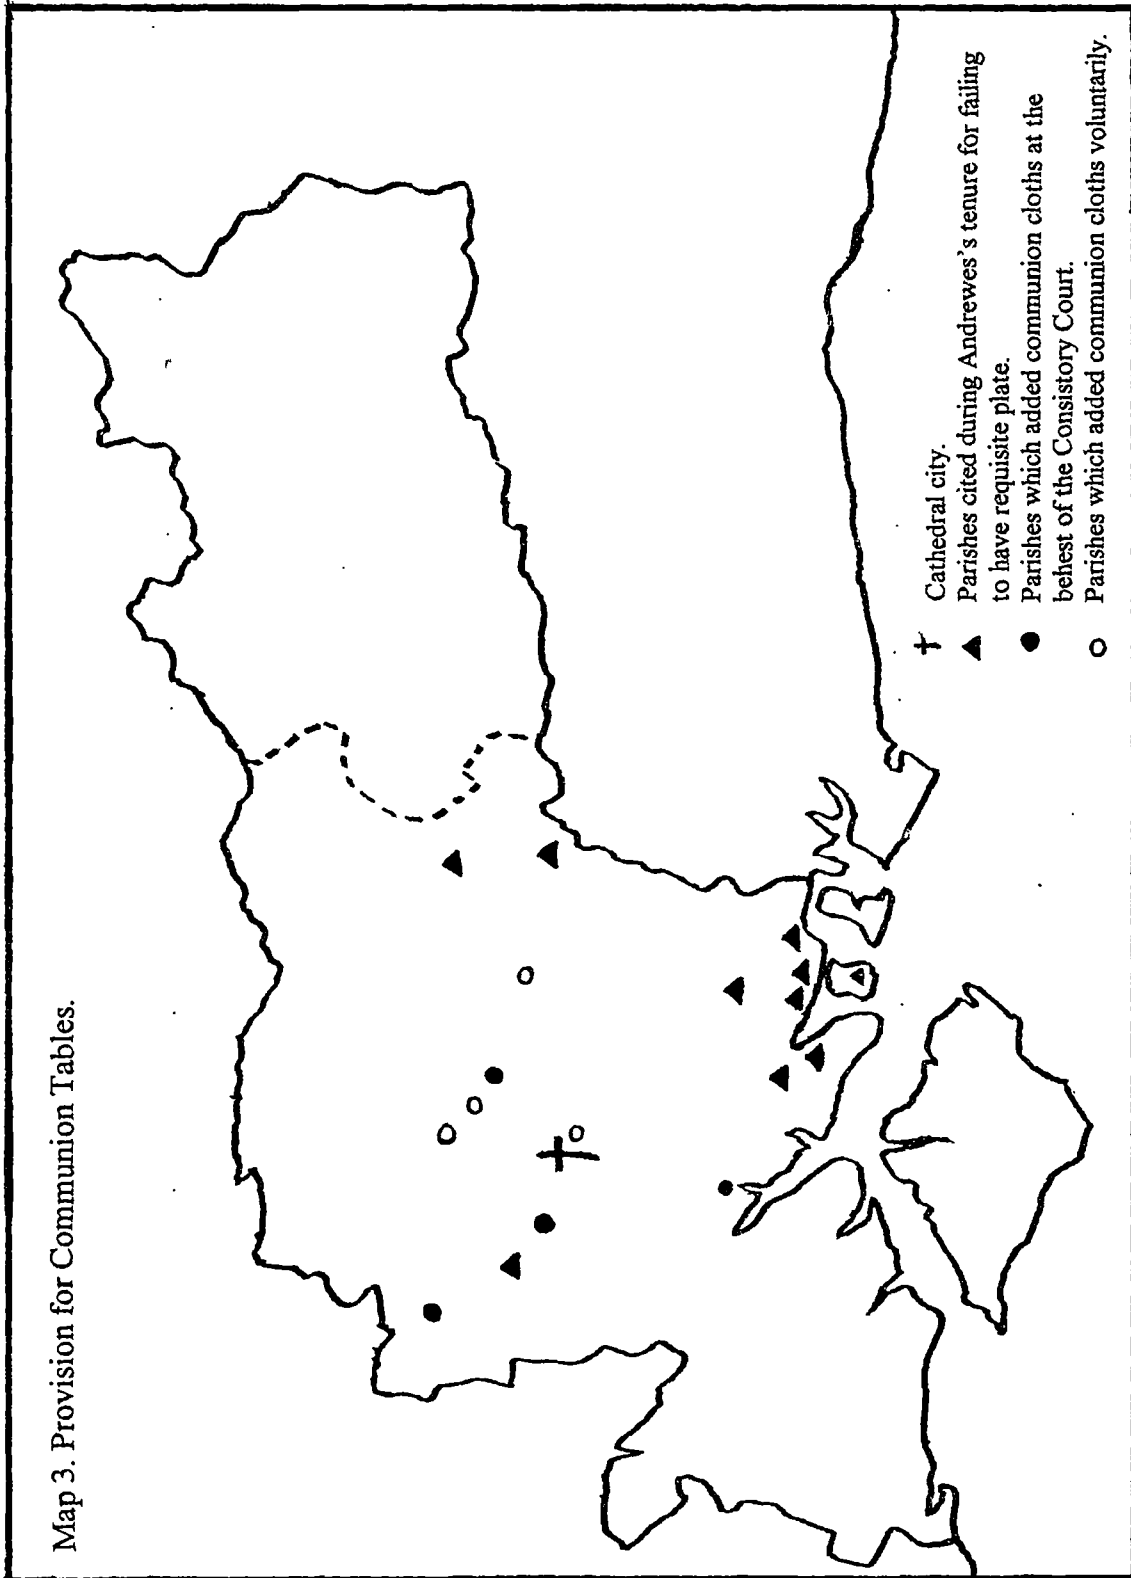 Map 3. Provision for Communion Tables.
Cathedral city.
Parishes cited during Andrewes's tenure for failing
to have requisite plate.
Parishes which added communion cloths at the
behest of the Consistory Court.
Parishes which added communion cloths voluntarily.